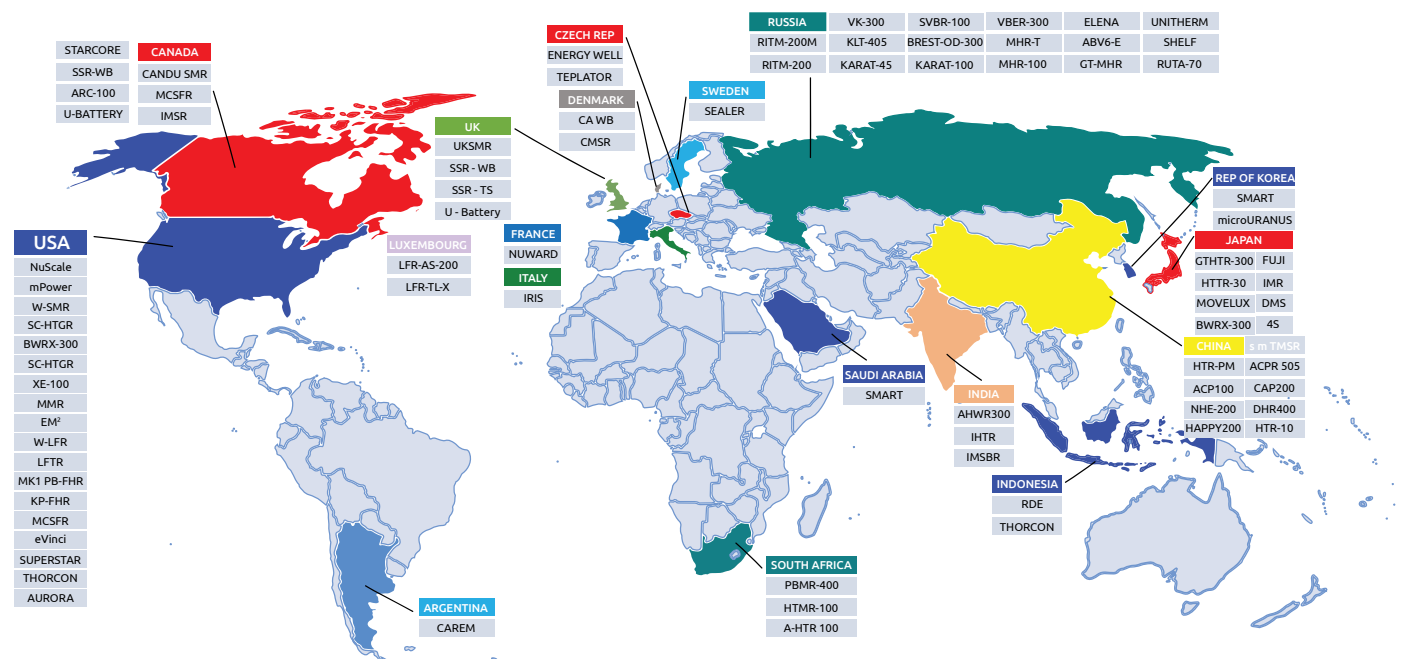 STARCORE
SSR-WB
ARC-100
U-BATTERY
CANADA
CANDU SMR
MCSFR
IMSR
UK
UKSMR
SSR - WB
SSR - TS
U - Battery
CZECH REP
ENERGY WELL
TEPLATOR
DENMARK
CA WB
CMSR
SWEDEN
SEALER
RUSSIA VK-300 SVBR-100 VBER-300 ELENA UNITHERM
RITM-200M KLT-405 BREST-OD-300 MHR-T ABV6-E SHELF
RITM-200 KARAT-45 KARAT-100 MHR-100 GT-MHR RUTA-70
REP OF KOREA
SMART
microURANUS
JAPAN
GTHTR-300 FUJI
HTTR-30 IMR
MOVELUX DMS
BWRX-300 4S
CHINA s m TMSR
HTR-PM ACPR 505
ACP100 CAP200
NHE-200 DHR400
HAPPY200 HTR-10
USA
NuScale
mPower
W-SMR
SC-HTGR
BWRX-300
SC-HTGR
XE-100
MMR
EM²
W-LFR
LFTR
MK1 PB-FHR
KP-FHR
MCSFR
eVinci
SUPERSTAR
THORCON
AURORA
LUXEMBOURG
LFR-AS-200
LFR-TL-X
FRANCE
NUWARD
ITALY
IRIS
SAUDI ARABIA
SMART
INDIA
AHWR300
IHTR
IMSBR
INDONESIA
RDE
THORCON
SOUTH AFRICA
PBMR-400
HTMR-100
A-HTR 100
ARGENTINA
CAREM